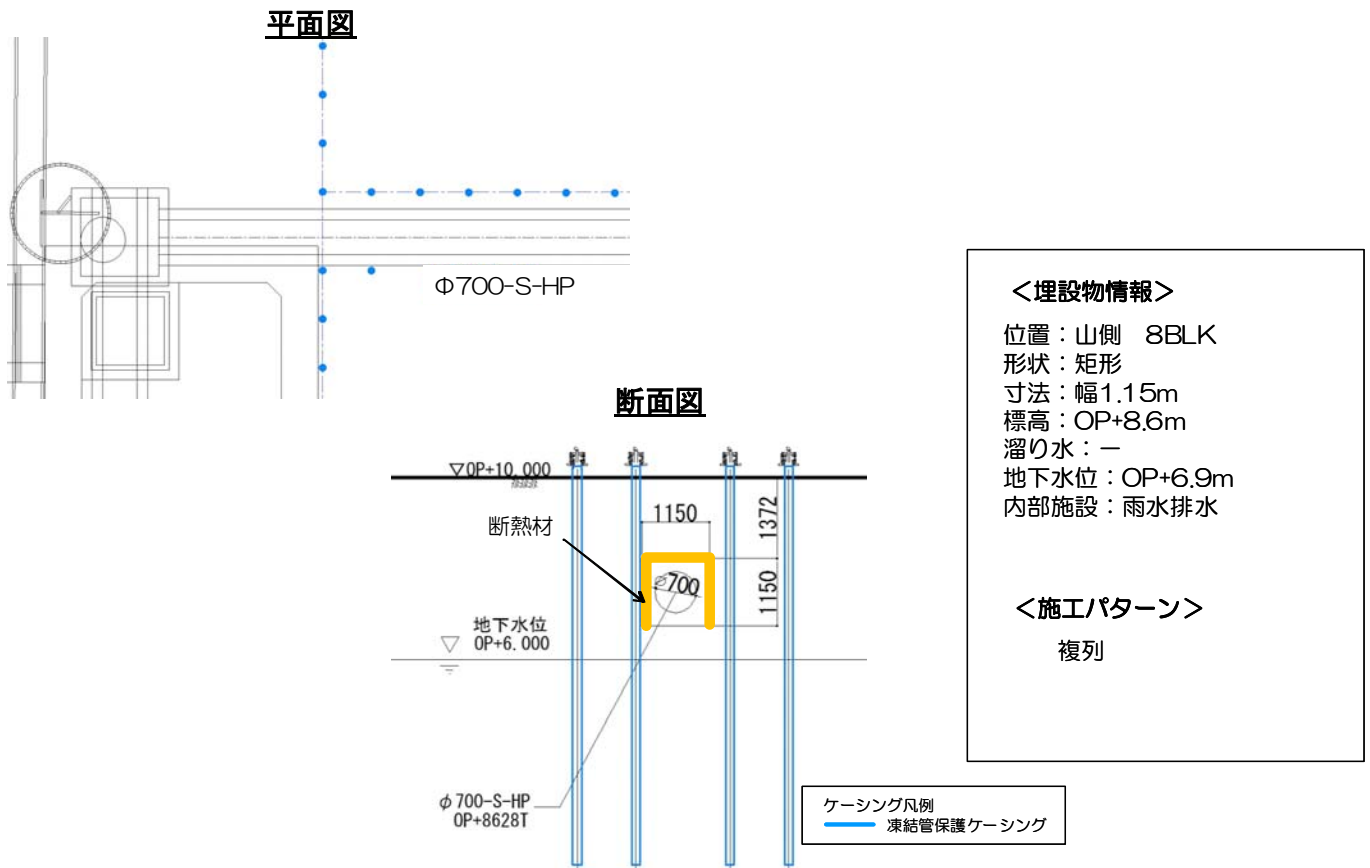 平面図
Φ700-S-HP
＜埋設物情報＞
位置：山側　8BLK
形状：矩形
寸法：幅1.15m
標高：OP+8.6m
溜り水：－
地下水位：OP+6.9m
内部施設：雨水排水
＜施工パターン＞
複列
断面図
▽OP+10,000
断熱材
1150
1372
φ700
1150
地下水位
▽ OP+6.000
φ700-S-HP
OP+8628T
ケーシング凡例
凍結管保護ケーシング